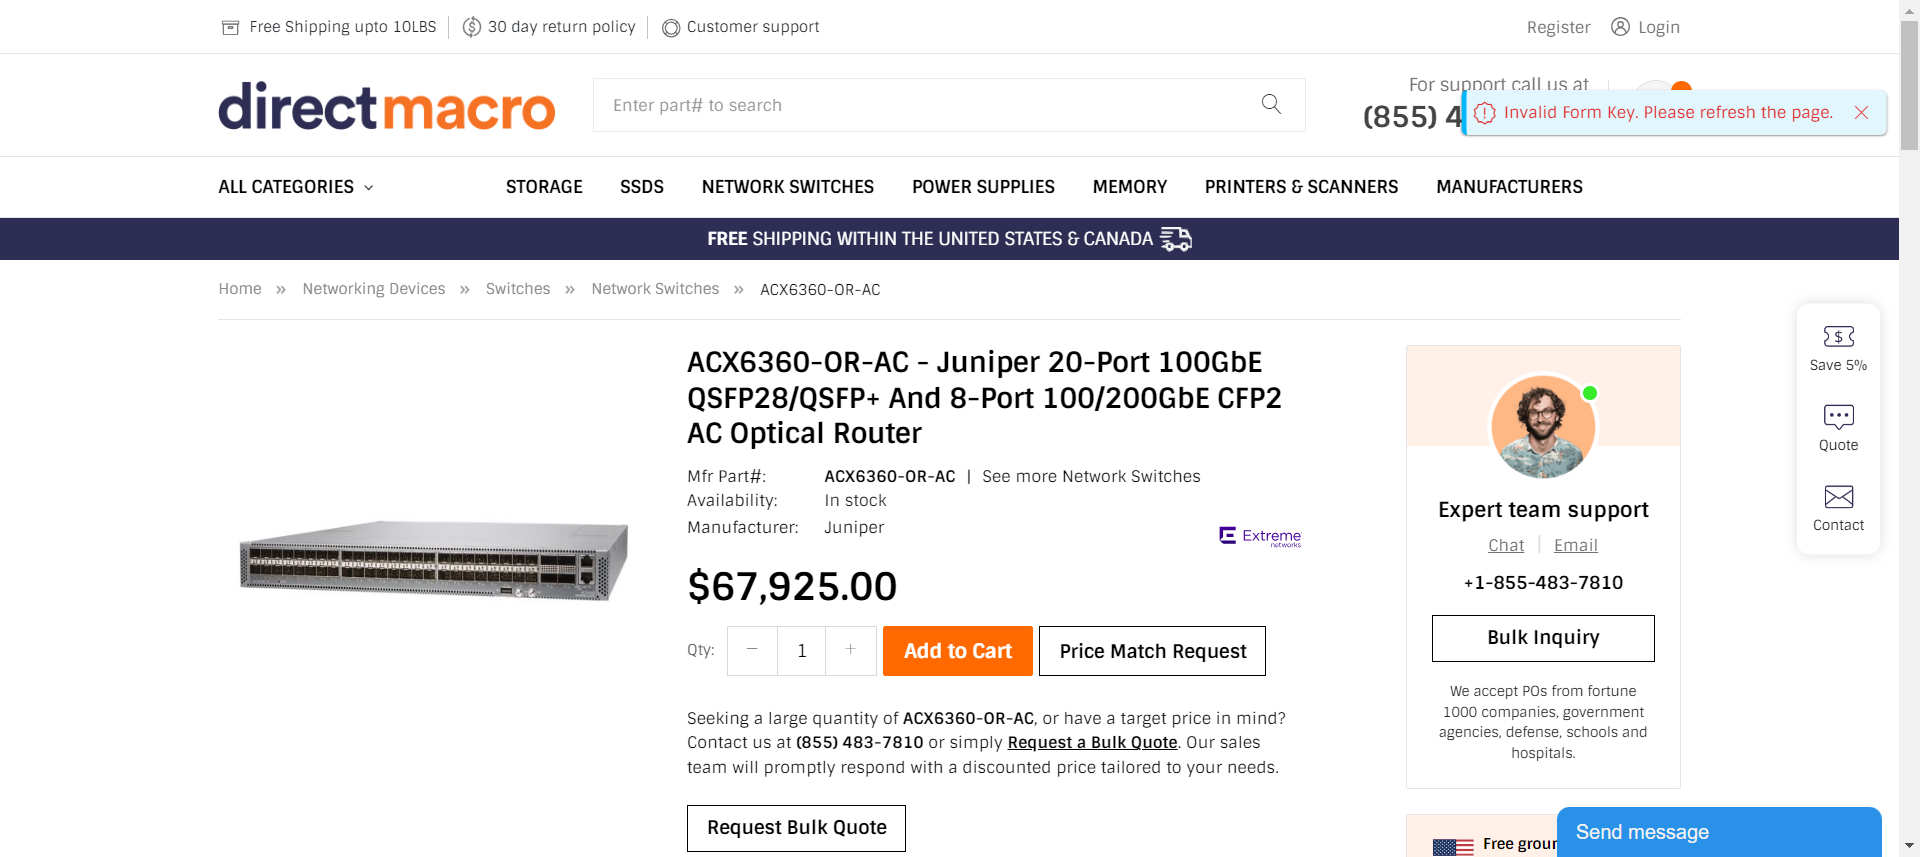 Free Shipping upto 10LBS
30 day return policy
Customer support
Register
Login
directmacro
Enter part# to search
For support call us at
(855) 4
Invalid Form Key. Please refresh the page.
ALL CATEGORIES
STORAGE
SSDS
NETWORK SWITCHES
POWER SUPPLIES
MEMORY
PRINTERS & SCANNERS
MANUFACTURERS
FREE SHIPPING WITHIN THE UNITED STATES & CANADA
Home » Networking Devices » Switches » Network Switches » ACX6360-OR-AC
ACX6360-OR-AC - Juniper 20-Port 100GbE
QSFP28/QSFP+ And 8-Port 100/200GbE CFP2
AC Optical Router
Mfr Part#: ACX6360-OR-AC | See more Network Switches
Availability: In stock
Manufacturer: Juniper
Extreme
networks
$67,925.00
Qty: − 1 + Add to Cart Price Match Request
Seeking a large quantity of ACX6360-OR-AC, or have a target price in mind?
Contact us at (855) 483-7810 or simply Request a Bulk Quote. Our sales
team will promptly respond with a discounted price tailored to your needs.
Request Bulk Quote
Expert team support
Chat | Email
+1-855-483-7810
Bulk Inquiry
We accept POs from fortune
1000 companies, government
agencies, defense, schools and
hospitals.
Free groun
Save 5%
Quote
Contact
Send message